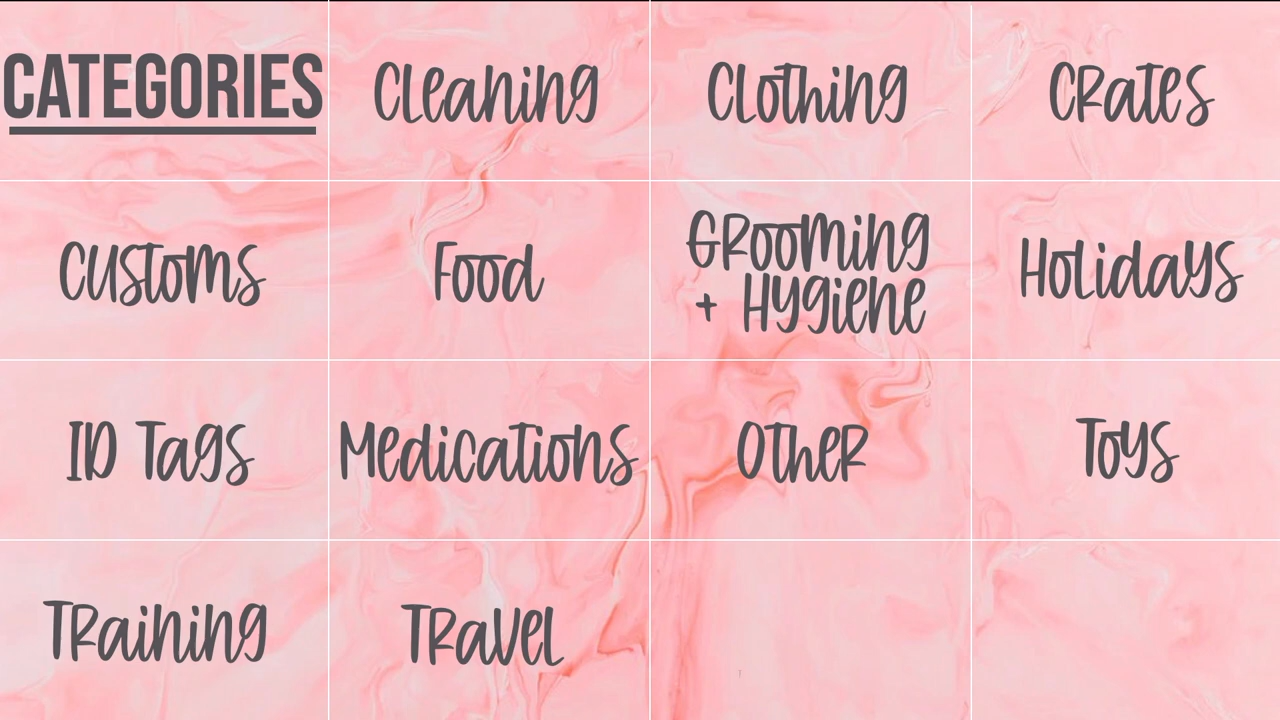 CATEGORIES
Cleaning
Clothing
Crates
Customs
Food
Grooming
+ Hygiene
Holidays
ID Tags
Medications
Other
Toys
Training
Travel